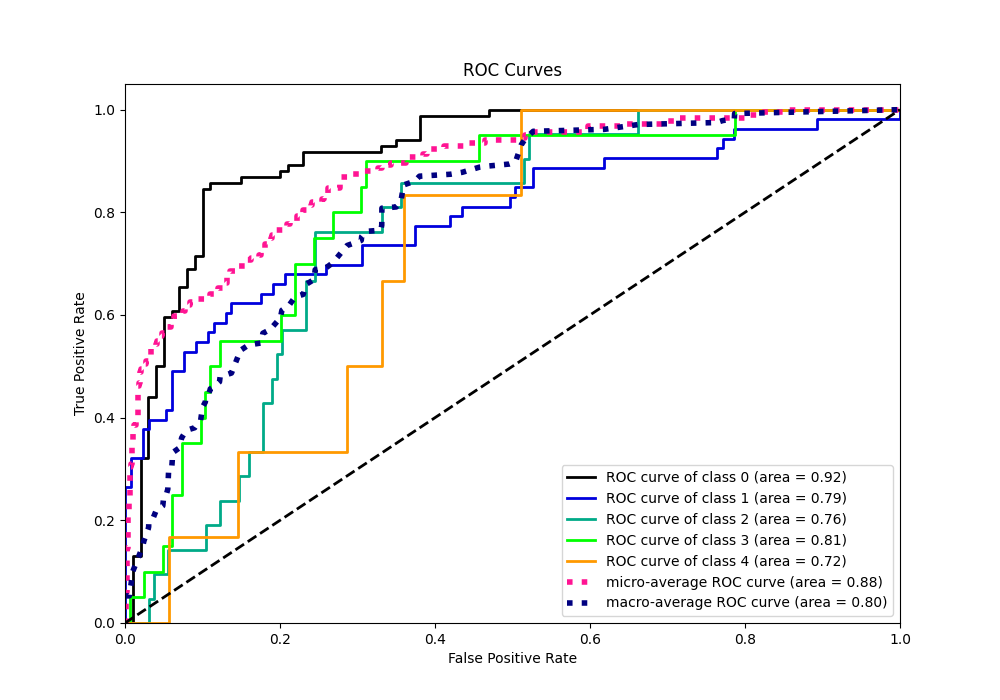 ROC Curves
True Positive Rate
1.0
0.8
0.6
0.4
0.2
0.0
ROC curve of class 0 (area = 0.92)
ROC curve of class 1 (area = 0.79)
ROC curve of class 2 (area = 0.76)
ROC curve of class 3 (area = 0.81)
ROC curve of class 4 (area = 0.72)
micro-average ROC curve (area = 0.88)
macro-average ROC curve (area = 0.80)
0.0 0.2 0.4 0.6 0.8 1.0
False Positive Rate